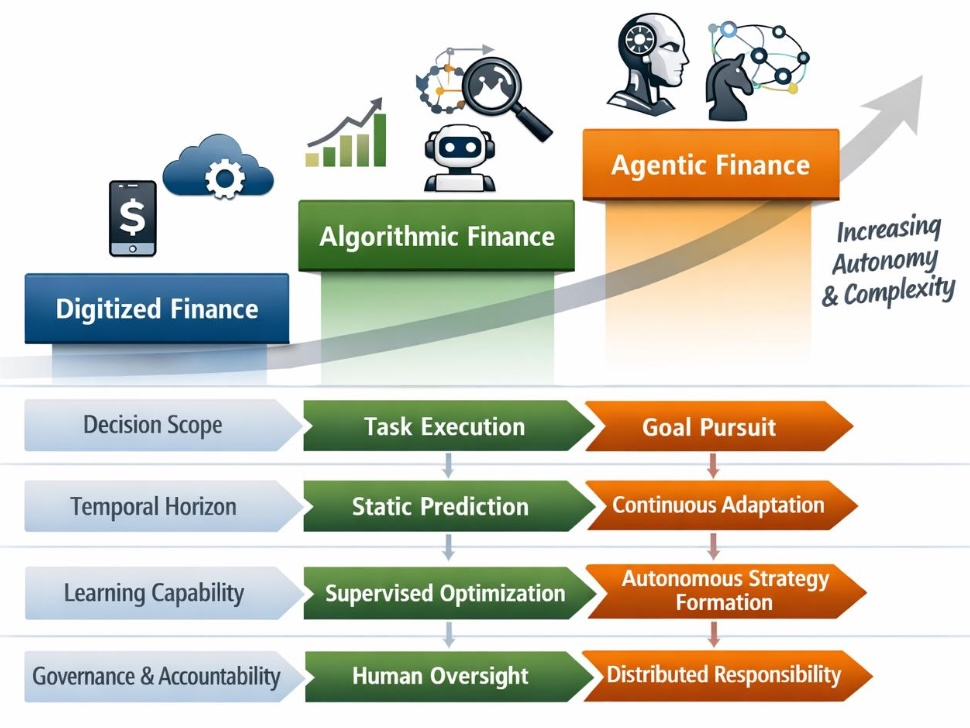 $
Agentic Finance
Algorithmic Finance
Increasing
Autonomy
& Complexity
Digitized Finance
Decision Scope
Task Execution
Goal Pursuit
Temporal Horizon
Static Prediction
Continuous Adaptation
Learning Capability
Supervised Optimization
Autonomous Strategy
Formation
Governance & Accountability
Human Oversight
Distributed Responsibility